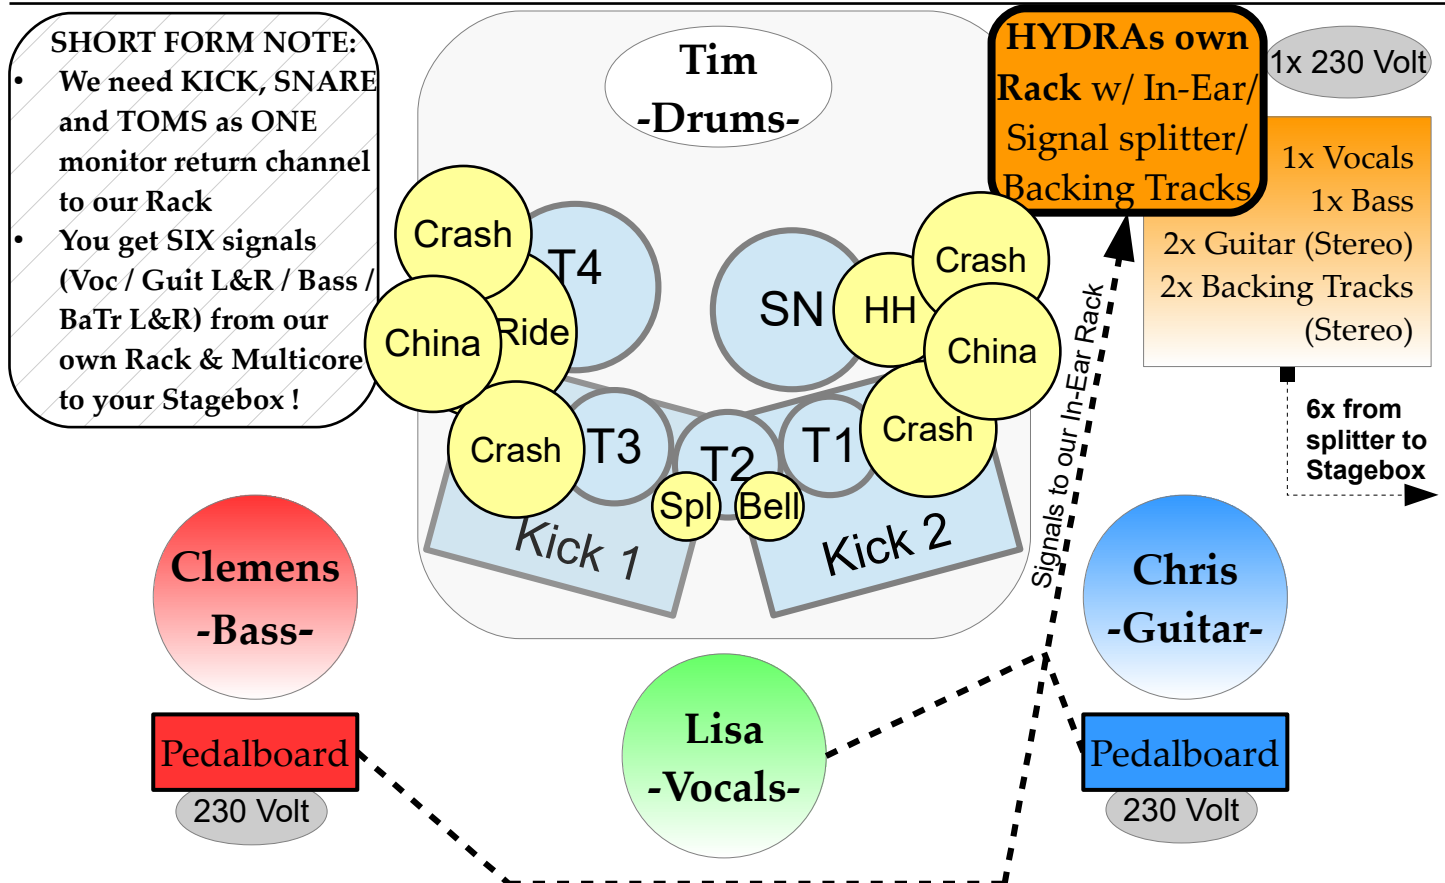 SHORT FORM NOTE:
• We need KICK, SNARE
and TOMS as ONE
monitor return channel
to our Rack
• You get SIX signals
(Voc / Guit L&R / Bass /
BaTr L&R) from our
own Rack & Multicore
to your Stagebox !
Tim
-Drums-
HYDRAs own
Rack w/ In-Ear/
Signal splitter/
Backing Tracks
1x 230 Volt
1x Vocals
1x Bass
2x Guitar (Stereo)
2x Backing Tracks
(Stereo)
6x from
splitter to
Stagebox
Crash
T4
China
Ride
Crash
T3
T2
Spl
Bell
Kick 1
SN
HH
Crash
China
T1
Crash
Kick 2
Signals to our In-Ear Rack
Clemens
-Bass-
Pedalboard
230 Volt
Lisa
-Vocals-
Chris
-Guitar-
Pedalboard
230 Volt